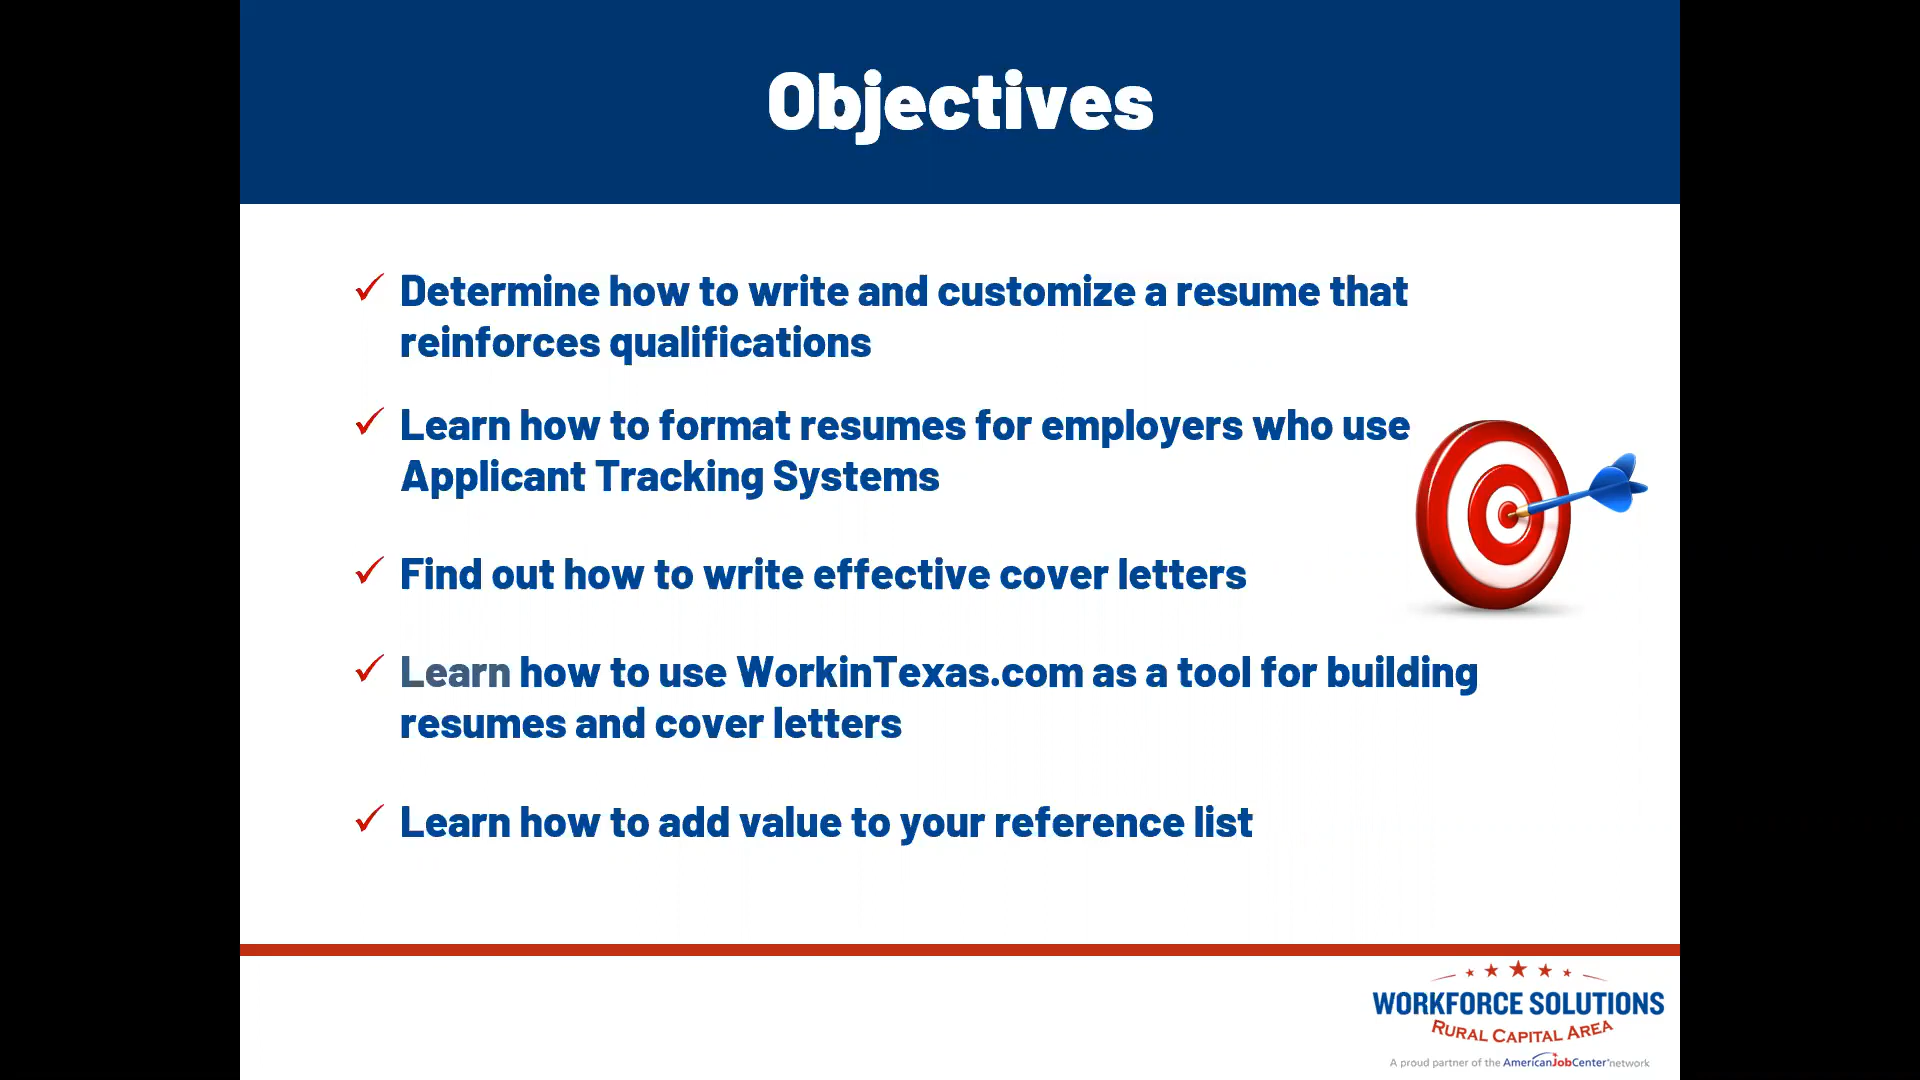 Objectives
Determine how to write and customize a resume that
reinforces qualifications
Learn how to format resumes for employers who use
Applicant Tracking Systems
Find out how to write effective cover letters
Learn how to use WorkinTexas.com as a tool for building
resumes and cover letters
Learn how to add value to your reference list
WORKFORCE SOLUTIONS
RURAL CAPITAL AREA
A proud partner of the AmericanJobCenter network